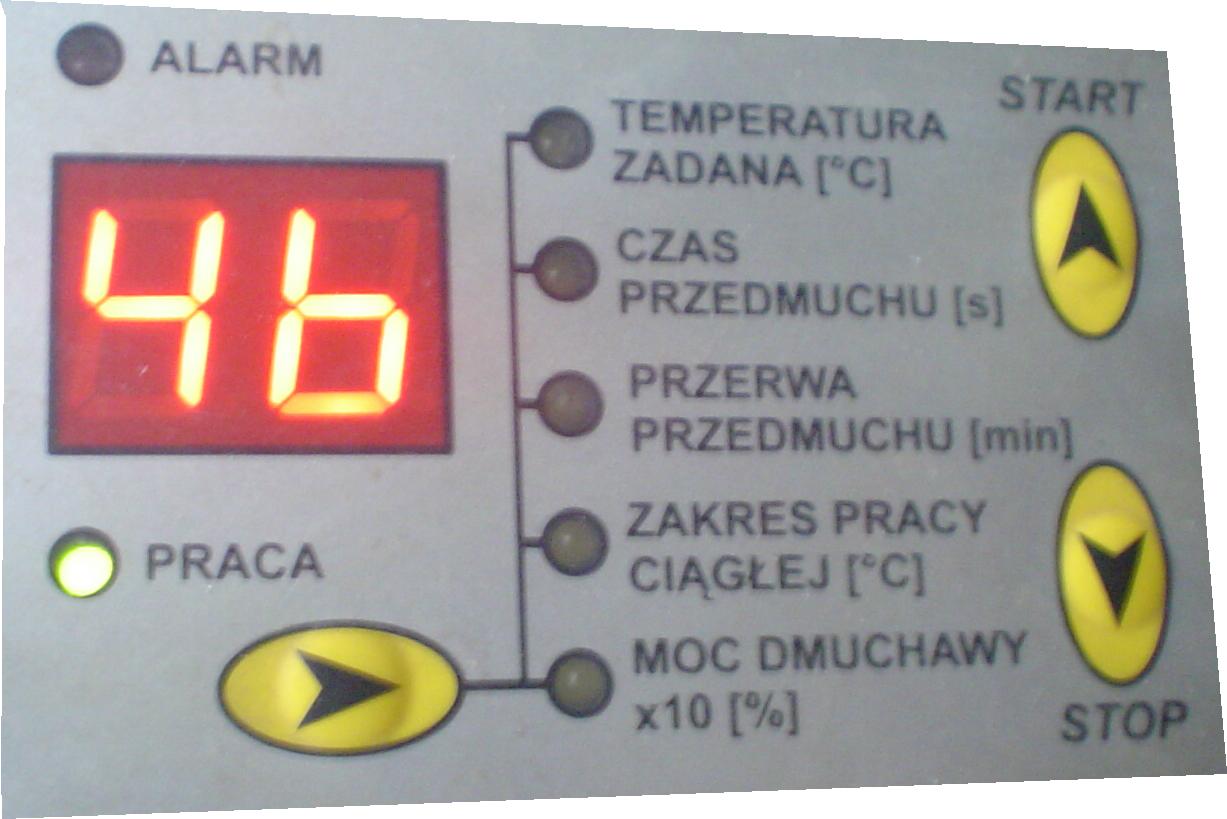 ALARM
46
PRACA
TEMPERATURA
ZADANA [°C]
CZAS
PRZEDMUCHU [s]
PRZERWA
PRZEDMUCHU [min]
ZAKRES PRACY
CIĄGŁEJ [°C]
MOC DMUCHAWY
x10 [%]
START
STOP